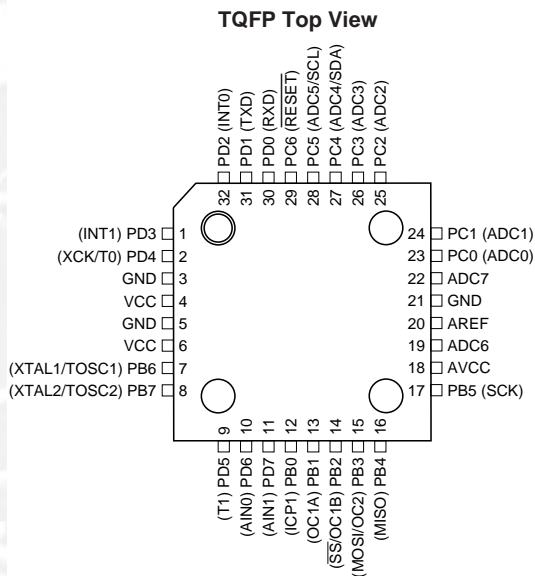 TQFP Top View
PD2 (INT0)
PD1 (TXD)
PD0 (RXD)
PC6 (RESET)
PC5 (ADC5/SCL)
PC4 (ADC4/SDA)
PC3 (ADC3)
PC2 (ADC2)
32
31
30
29
28
27
26
25
(INT1) PD3 1
(XCK/T0) PD4 2
GND 3
VCC 4
GND 5
VCC 6
(XTAL1/TOSC1) PB6 7
(XTAL2/TOSC2) PB7 8
24 PC1 (ADC1)
23 PC0 (ADC0)
22 ADC7
21 GND
20 AREF
19 ADC6
18 AVCC
17 PB5 (SCK)
9
10
11
12
13
14
15
16
(T1) PD5
(AIN0) PD6
(AIN1) PD7
(ICP1) PB0
(OC1A) PB1
(SS/OC1B) PB2
(MOSI/OC2) PB3
(MISO) PB4